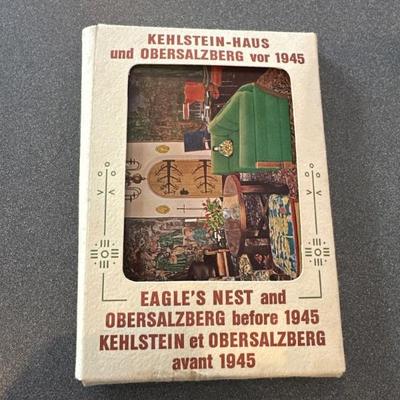 KEHLSTEIN-HAUS
und OBERSALZBERG vor 1945
EAGLE'S NEST and
OBERSALZBERG before 1945
KEHLSTEIN et OBERSALZBERG
avant 1945